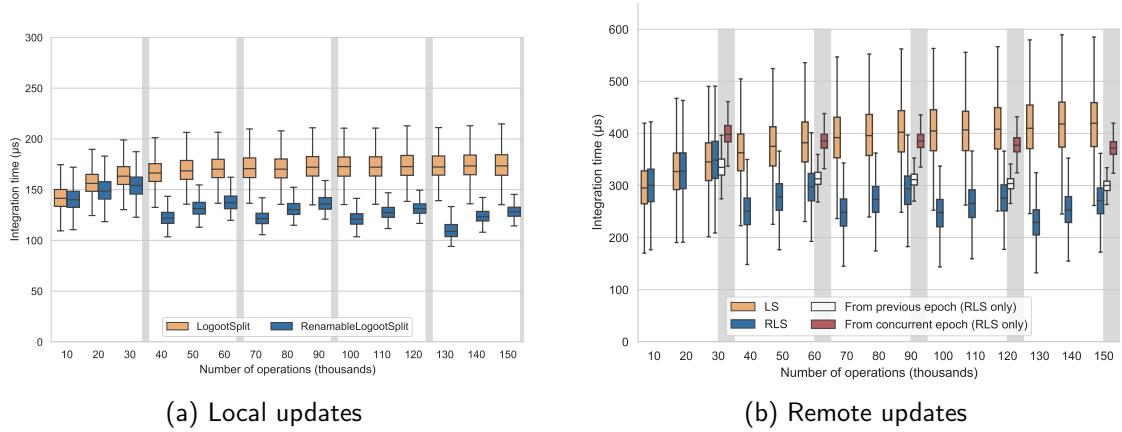 300
250
200
150
100
50
0
Integration time (µs)
LogootSplit
RenamableLogootSplit
10 20 30 40 50 60 70 80 90 100 110 120 130 140 150
Number of operations (thousands)
(a) Local updates
600
500
400
300
200
100
0
Integration time (µs)
LS
RLS
From previous epoch (RLS only)
From concurrent epoch (RLS only)
10 20 30 40 50 60 70 80 90 100 110 120 130 140 150
Number of operations (thousands)
(b) Remote updates